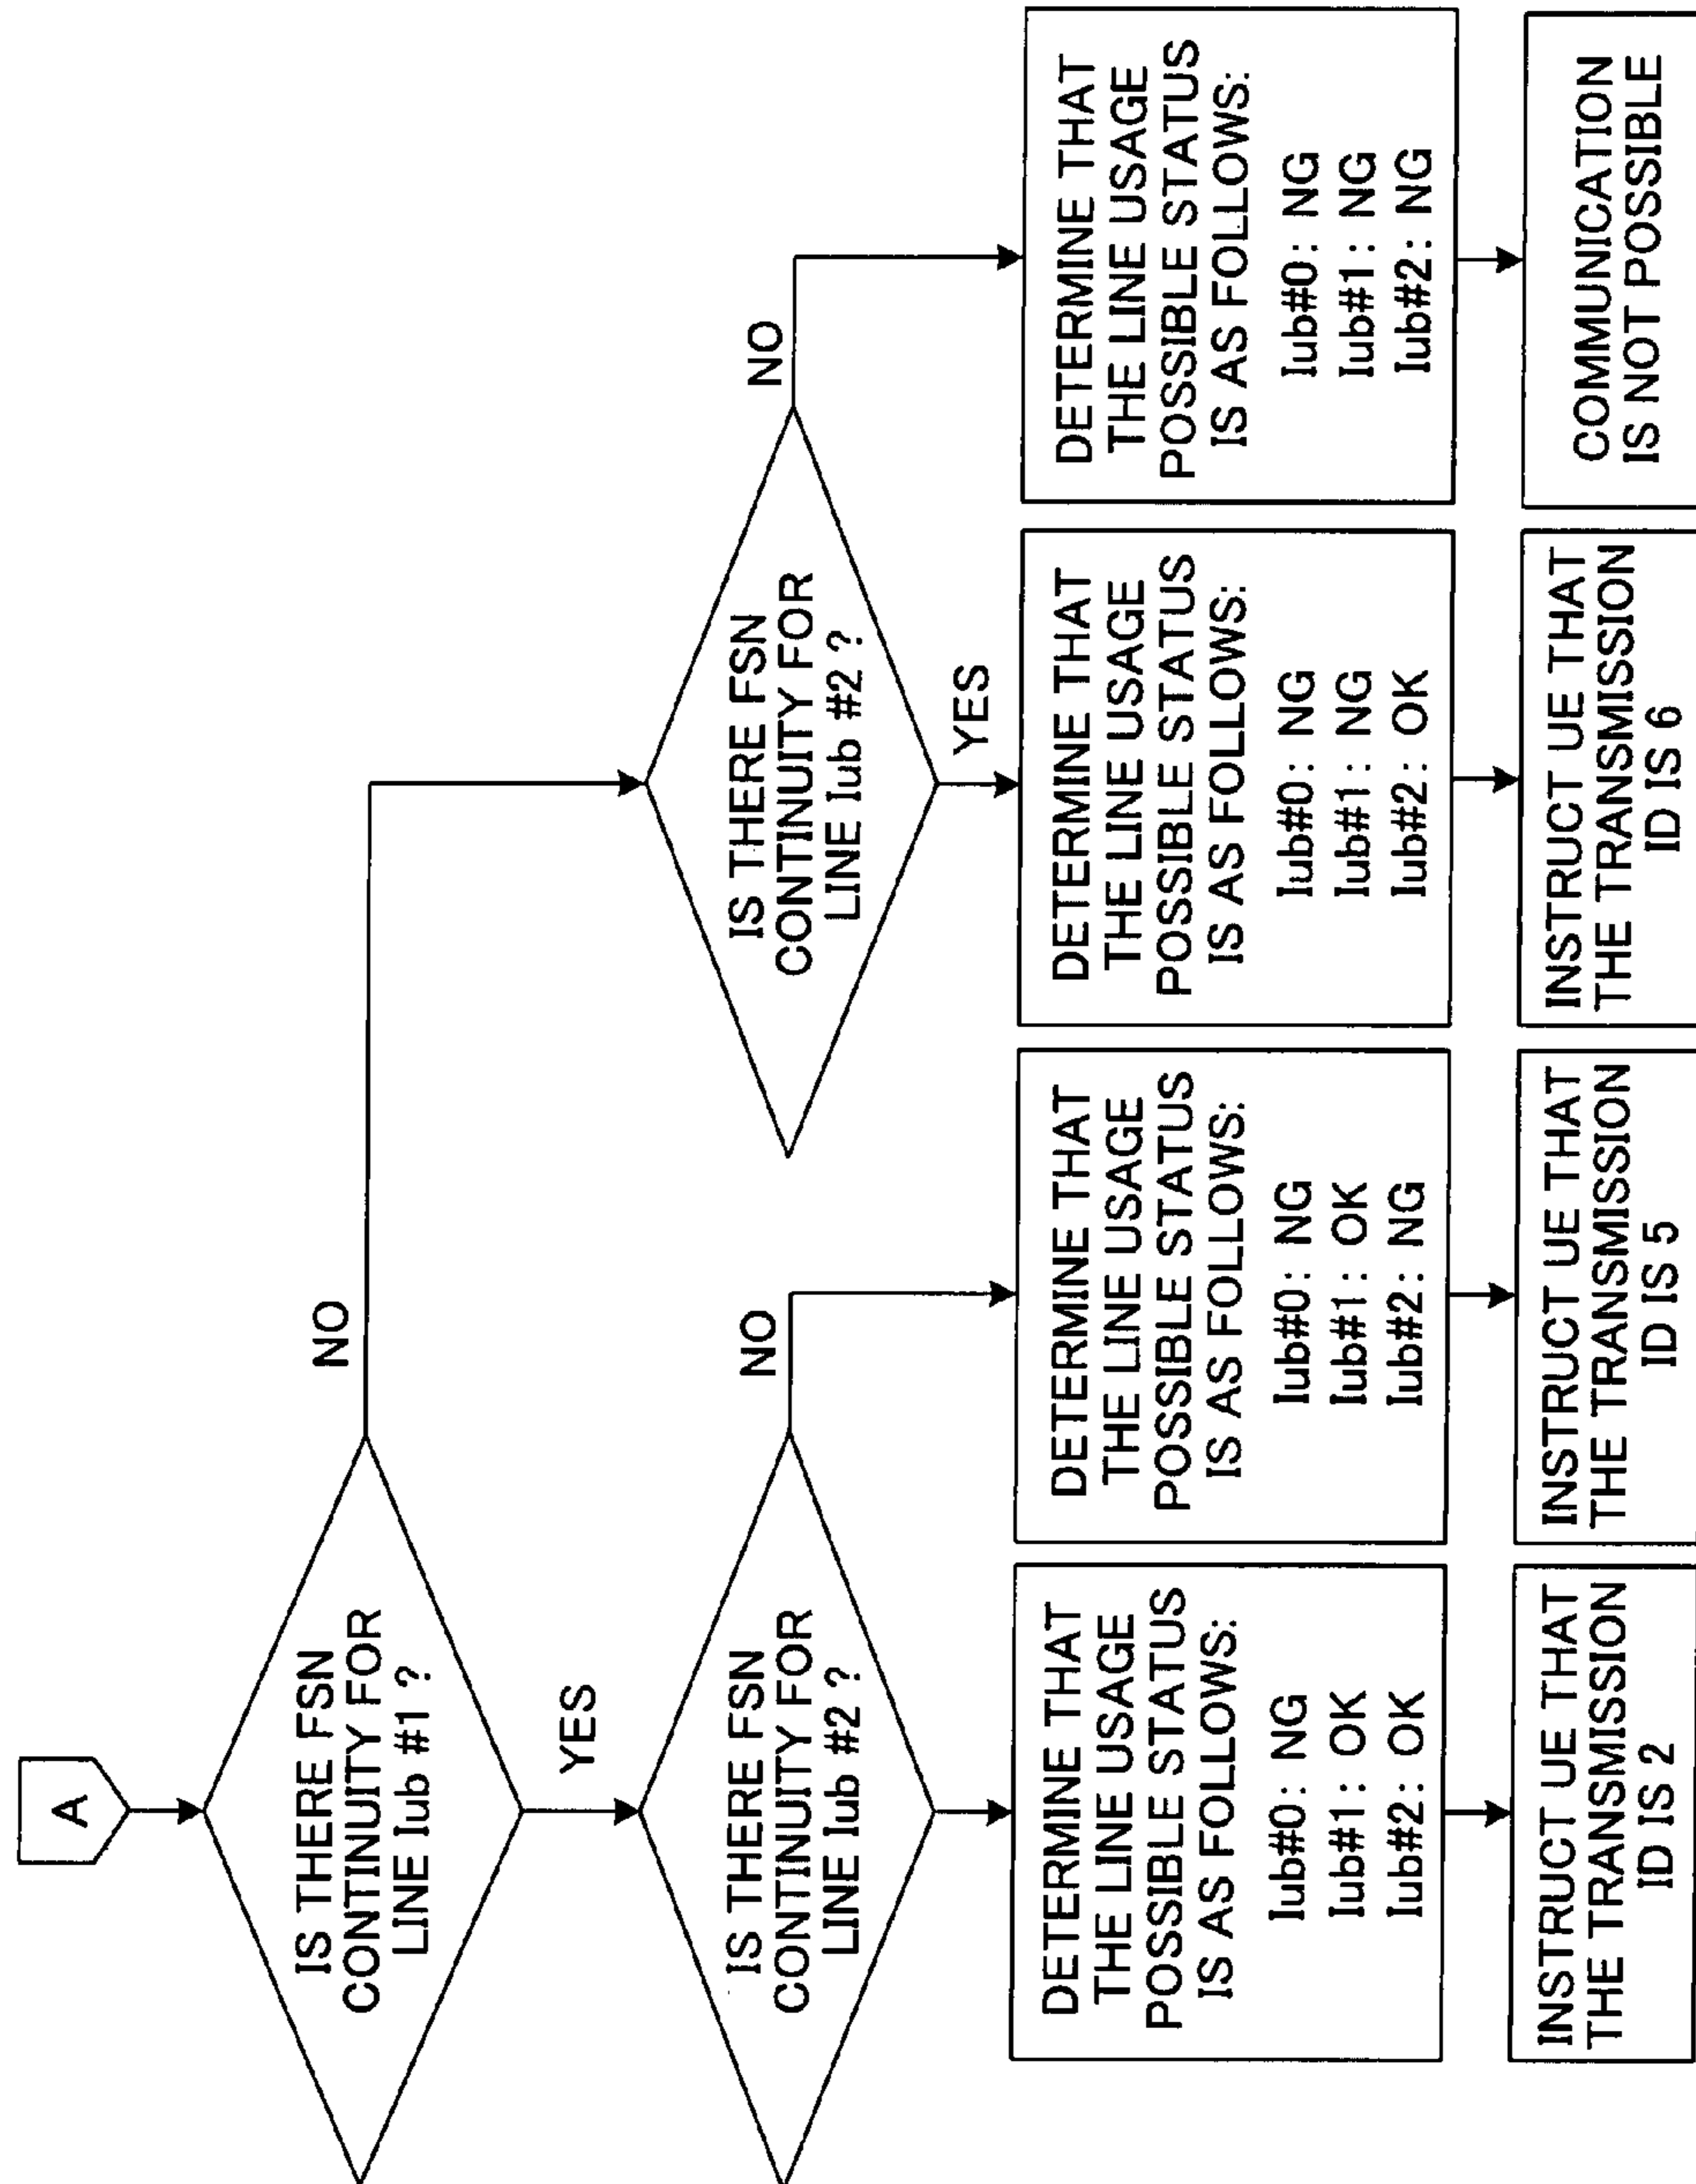 A
IS THERE FSN
CONTINUITY FOR
LINE Iub #1 ?
NO
YES
IS THERE FSN
CONTINUITY FOR
LINE Iub #2 ?
NO
IS THERE FSN
CONTINUITY FOR
LINE Iub #2 ?
NO
YES
DETERMINE THAT
THE LINE USAGE
POSSIBLE STATUS
IS AS FOLLOWS:
Iub#0 : NG
Iub#1 : OK
Iub#2 : OK
DETERMINE THAT
THE LINE USAGE
POSSIBLE STATUS
IS AS FOLLOWS:
Iub#0 : NG
Iub#1 : OK
Iub#2 : NG
DETERMINE THAT
THE LINE USAGE
POSSIBLE STATUS
IS AS FOLLOWS:
Iub#0 : NG
Iub#1 : NG
Iub#2 : OK
DETERMINE THAT
THE LINE USAGE
POSSIBLE STATUS
IS AS FOLLOWS:
Iub#0 : NG
Iub#1 : NG
Iub#2 : NG
INSTRUCT UE THAT
THE TRANSMISSION
ID IS 2
INSTRUCT UE THAT
THE TRANSMISSION
ID IS 5
INSTRUCT UE THAT
THE TRANSMISSION
ID IS 6
COMMUNICATION
IS NOT POSSIBLE